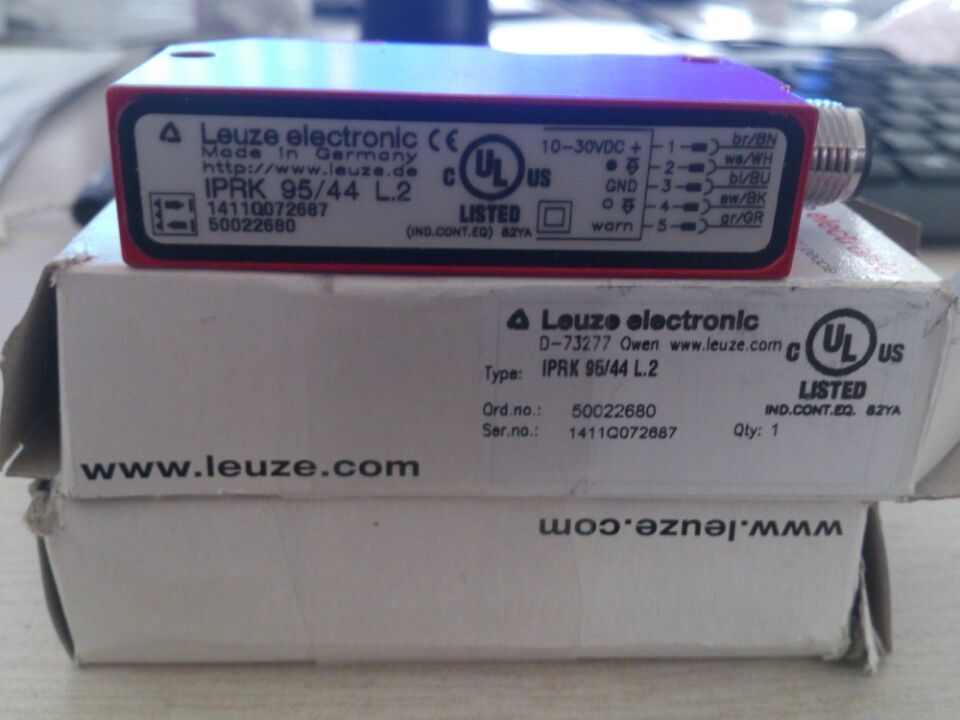 Leuze electronic
Made in Germany
http://www.leuze.de
IPRK 95/44 L.2
1411Q072687
50022680
CE
C UL US
LISTED
(IND.CONT.EQ) 82YA
10-30VDC + 1 br/BN
2 ws/WH
GND 3 bl/BU
4 sw/BK
warn 5 gr/GR
Leuze electronic
D-73277 Owen www.leuze.com
Type: IPRK 95/44 L.2
C UL US
LISTED
IND.CONT.EQ. 82YA
Ord.no.: 50022680
Ser.no.: 1411Q072687 Qty: 1
www.leuze.com
www.leuze.com
electronic